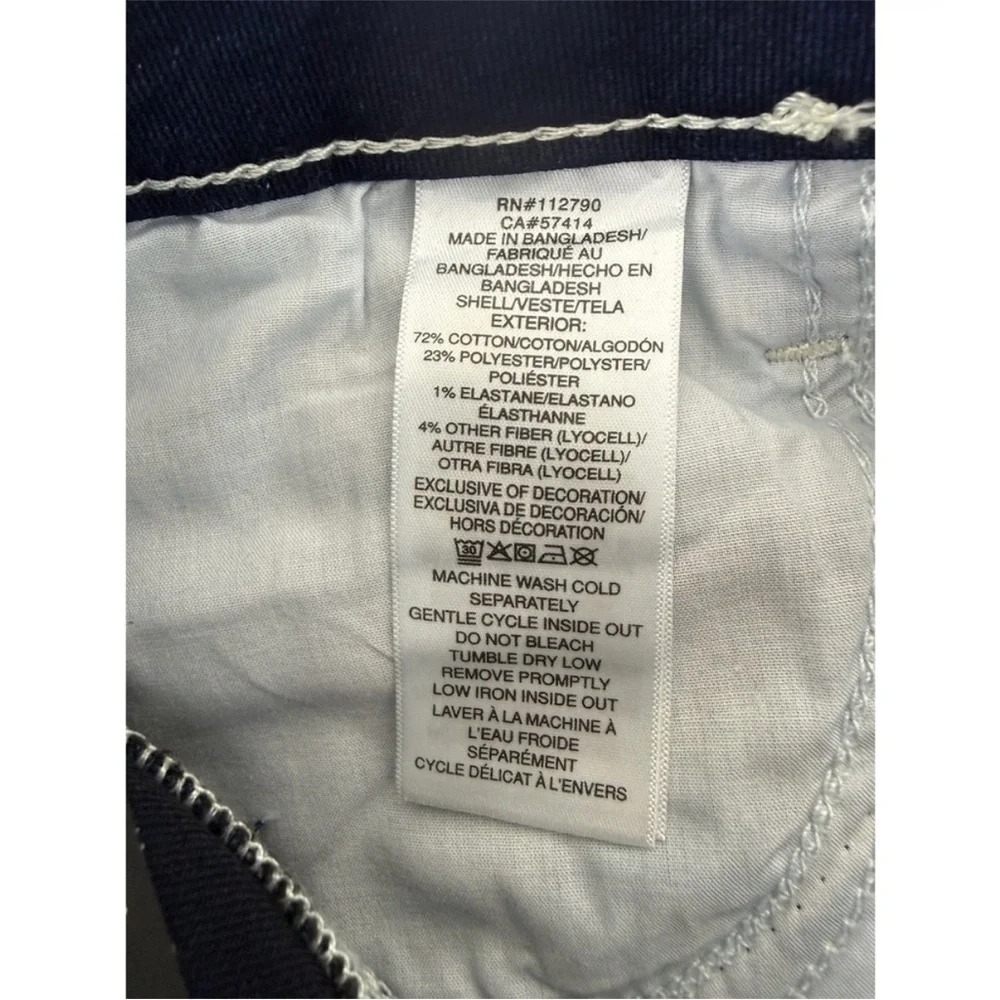 RN#112790
CA#57414
MADE IN BANGLADESH/
FABRIQUÉ AU
BANGLADESH/HECHO EN
BANGLADESH
SHELL/VESTE/TELA
EXTERIOR:
72% COTTON/COTON/ALGODÓN
23% POLYESTER/POLYSTER/
POLIÉSTER
1% ELASTANE/ELASTANO
ÉLASTHANNE
4% OTHER FIBER (LYOCELL)/
AUTRE FIBRE (LYOCELL)/
OTRA FIBRA (LYOCELL)
EXCLUSIVE OF DECORATION/
EXCLUSIVA DE DECORACIÓN/
HORS DÉCORATION
30
MACHINE WASH COLD
SEPARATELY
GENTLE CYCLE INSIDE OUT
DO NOT BLEACH
TUMBLE DRY LOW
REMOVE PROMPTLY
LOW IRON INSIDE OUT
LAVER À LA MACHINE À
L'EAU FROIDE
SÉPARÉMENT
CYCLE DÉLICAT À L'ENVERS